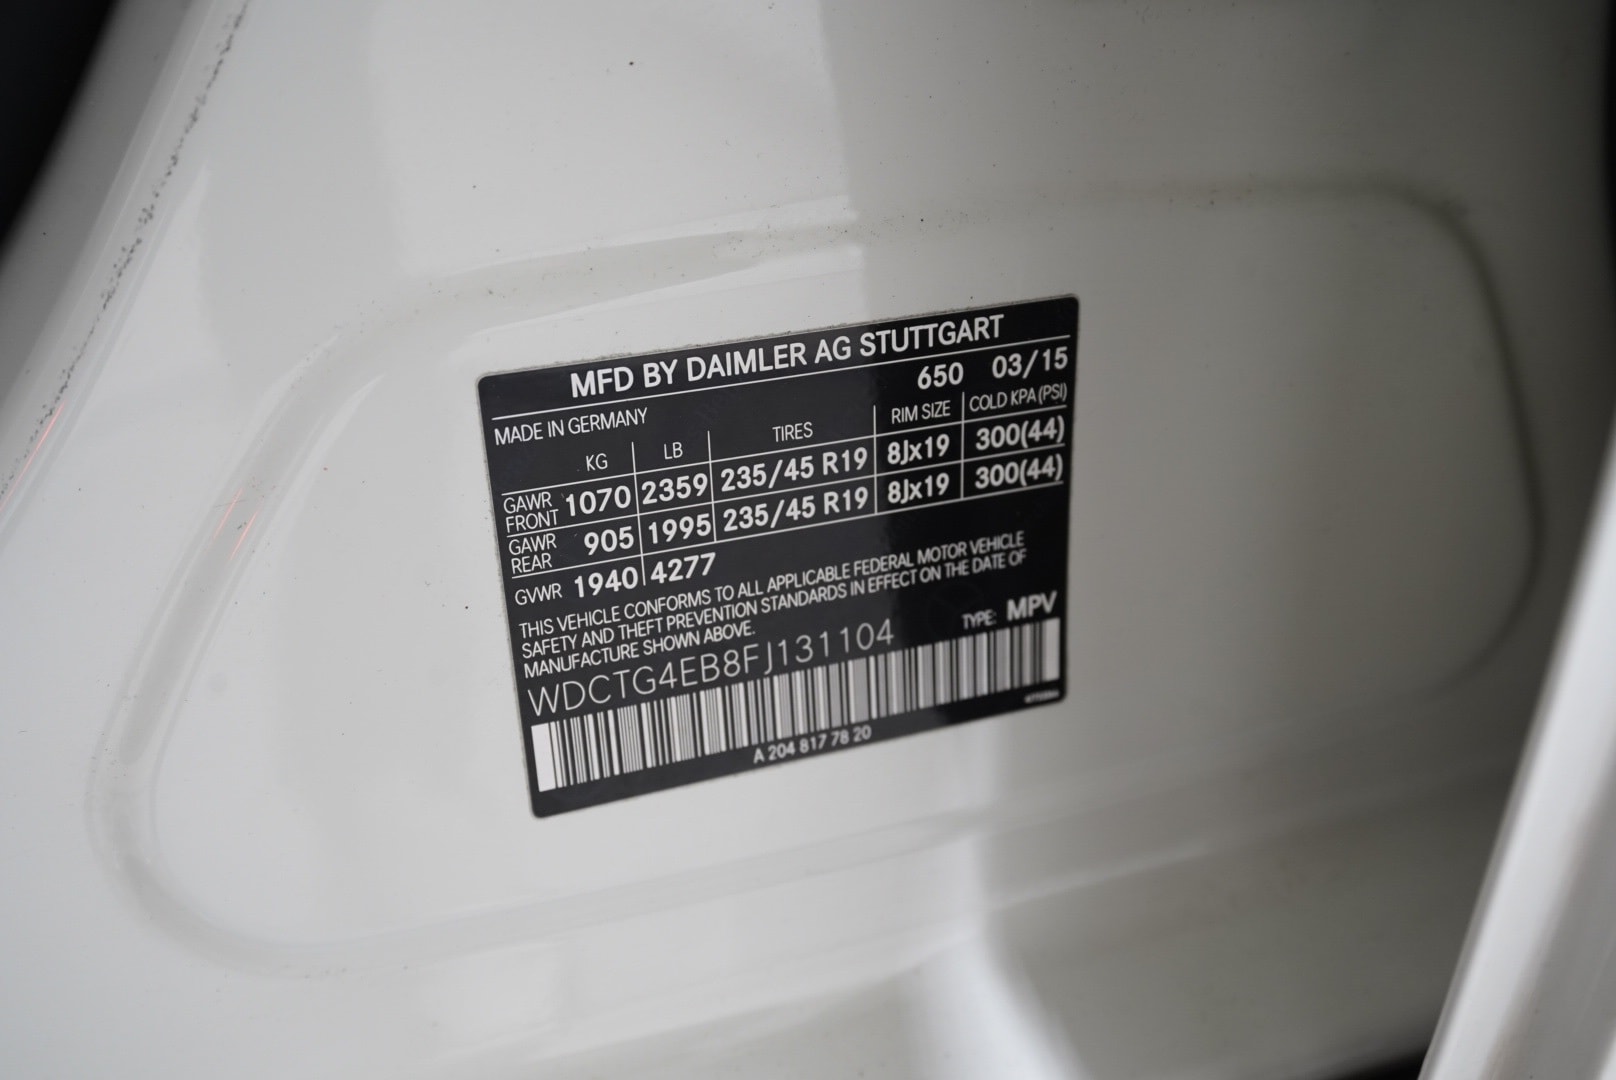 MFD BY DAIMLER AG STUTTGART
650 03/15
MADE IN GERMANY
KG LB TIRES RIM SIZE COLD KPA (PSI)
GAWR FRONT 1070 2359 235/45 R19 8Jx19 300(44)
GAWR REAR 905 1995 235/45 R19 8Jx19 300(44)
GVWR 1940 4277
THIS VEHICLE CONFORMS TO ALL APPLICABLE FEDERAL MOTOR VEHICLE
SAFETY AND THEFT PREVENTION STANDARDS IN EFFECT ON THE DATE OF
MANUFACTURE SHOWN ABOVE.
WDCTG4EB8FJ131104 TYPE: MPV
A 204 817 78 20